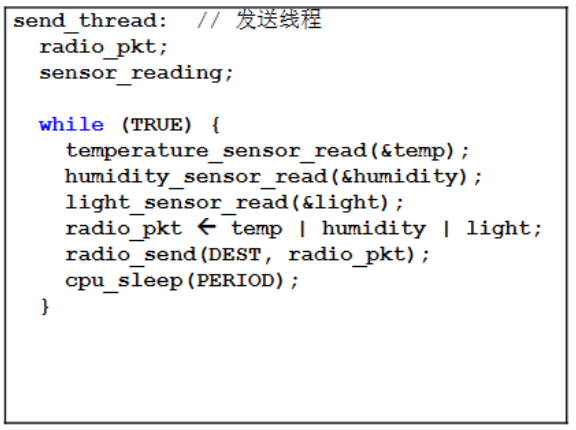 send_thread:  // 发送线程
  radio_pkt;
  sensor_reading;

  while (TRUE) {
    temperature_sensor_read(&temp);
    humidity_sensor_read(&humidity);
    light_sensor_read(&light);
    radio_pkt ← temp | humidity | light;
    radio_send(DEST, radio_pkt);
    cpu_sleep(PERIOD);
  }